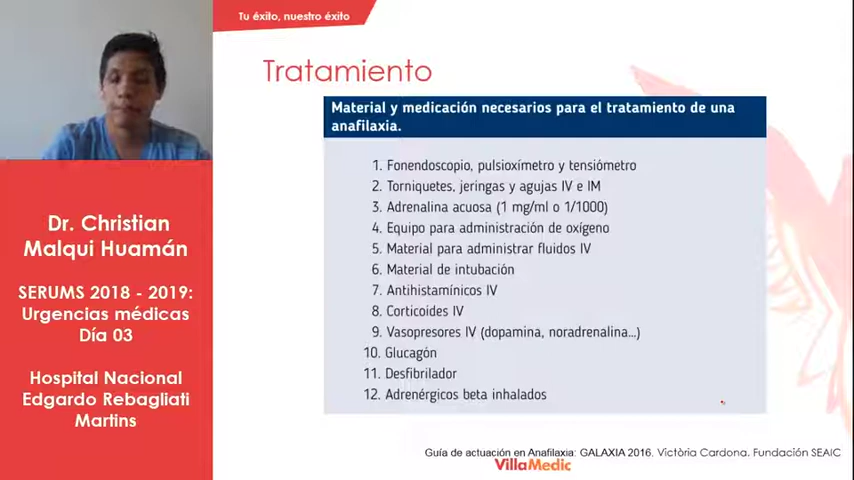 Tu éxito, nuestro éxito
Tratamiento
Material y medicación necesarios para el tratamiento de una
anafilaxia.
1. Fonendoscopio, pulsioxímetro y tensiómetro
2. Torniquetes, jeringas y agujas IV e IM
3. Adrenalina acuosa (1 mg/ml o 1/1000)
4. Equipo para administración de oxígeno
5. Material para administrar fluidos IV
6. Material de intubación
7. Antihistamínicos IV
8. Corticoides IV
9. Vasopresores IV (dopamina, noradrenalina...)
10. Glucagón
11. Desfibrilador
12. Adrenérgicos beta inhalados
Dr. Christian
Malqui Huamán
SERUMS 2018 - 2019:
Urgencias médicas
Día 03
Hospital Nacional
Edgardo Rebagliati
Martins
Guía de actuación en Anafilaxia: GALAXIA 2016. Victòria Cardona. Fundación SEAIC
VillaMedic